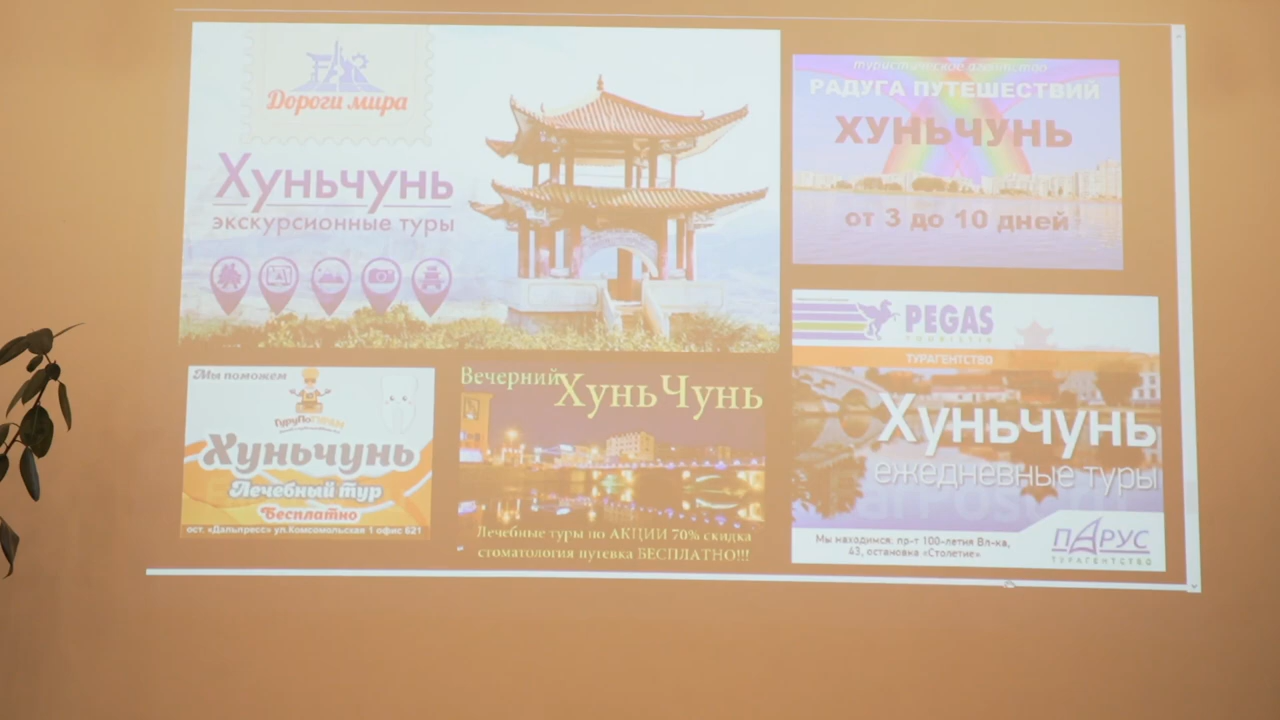 Дороги мира
Хуньчунь
экскурсионные туры
туристическое агентство
РАДУГА ПУТЕШЕСТВИЙ
ХУНЬЧУНЬ
от 3 до 10 дней
Мы поможем
ГуруПоТурам
Хуньчунь
Лечебный тур
Бесплатно
ост. «Дальпресс» ул.Комсомольская 1 офис 621
Вечерний ХуньЧунь
Лечебные туры по АКЦИИ 70% скидка
стоматология путевка БЕСПЛАТНО!!!
PEGAS
TOURISTIK
ТУРАГЕНТСТВО
Хуньчунь
ежедневные туры
Мы находимся: пр-т 100-летия Вл-ка,
43, остановка «Столетие»
ПАРУС
ТУРАГЕНТСТВО